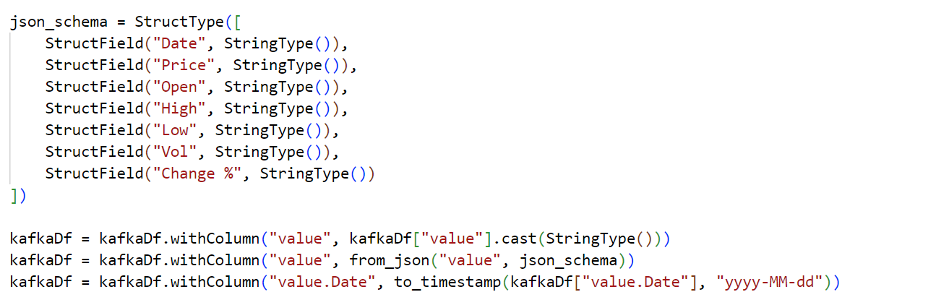 json_schema = StructType([
    StructField("Date", StringType()),
    StructField("Price", StringType()),
    StructField("Open", StringType()),
    StructField("High", StringType()),
    StructField("Low", StringType()),
    StructField("Vol", StringType()),
    StructField("Change %", StringType())
])

kafkaDf = kafkaDf.withColumn("value", kafkaDf["value"].cast(StringType()))
kafkaDf = kafkaDf.withColumn("value", from_json("value", json_schema))
kafkaDf = kafkaDf.withColumn("value.Date", to_timestamp(kafkaDf["value.Date"], "yyyy-MM-dd"))